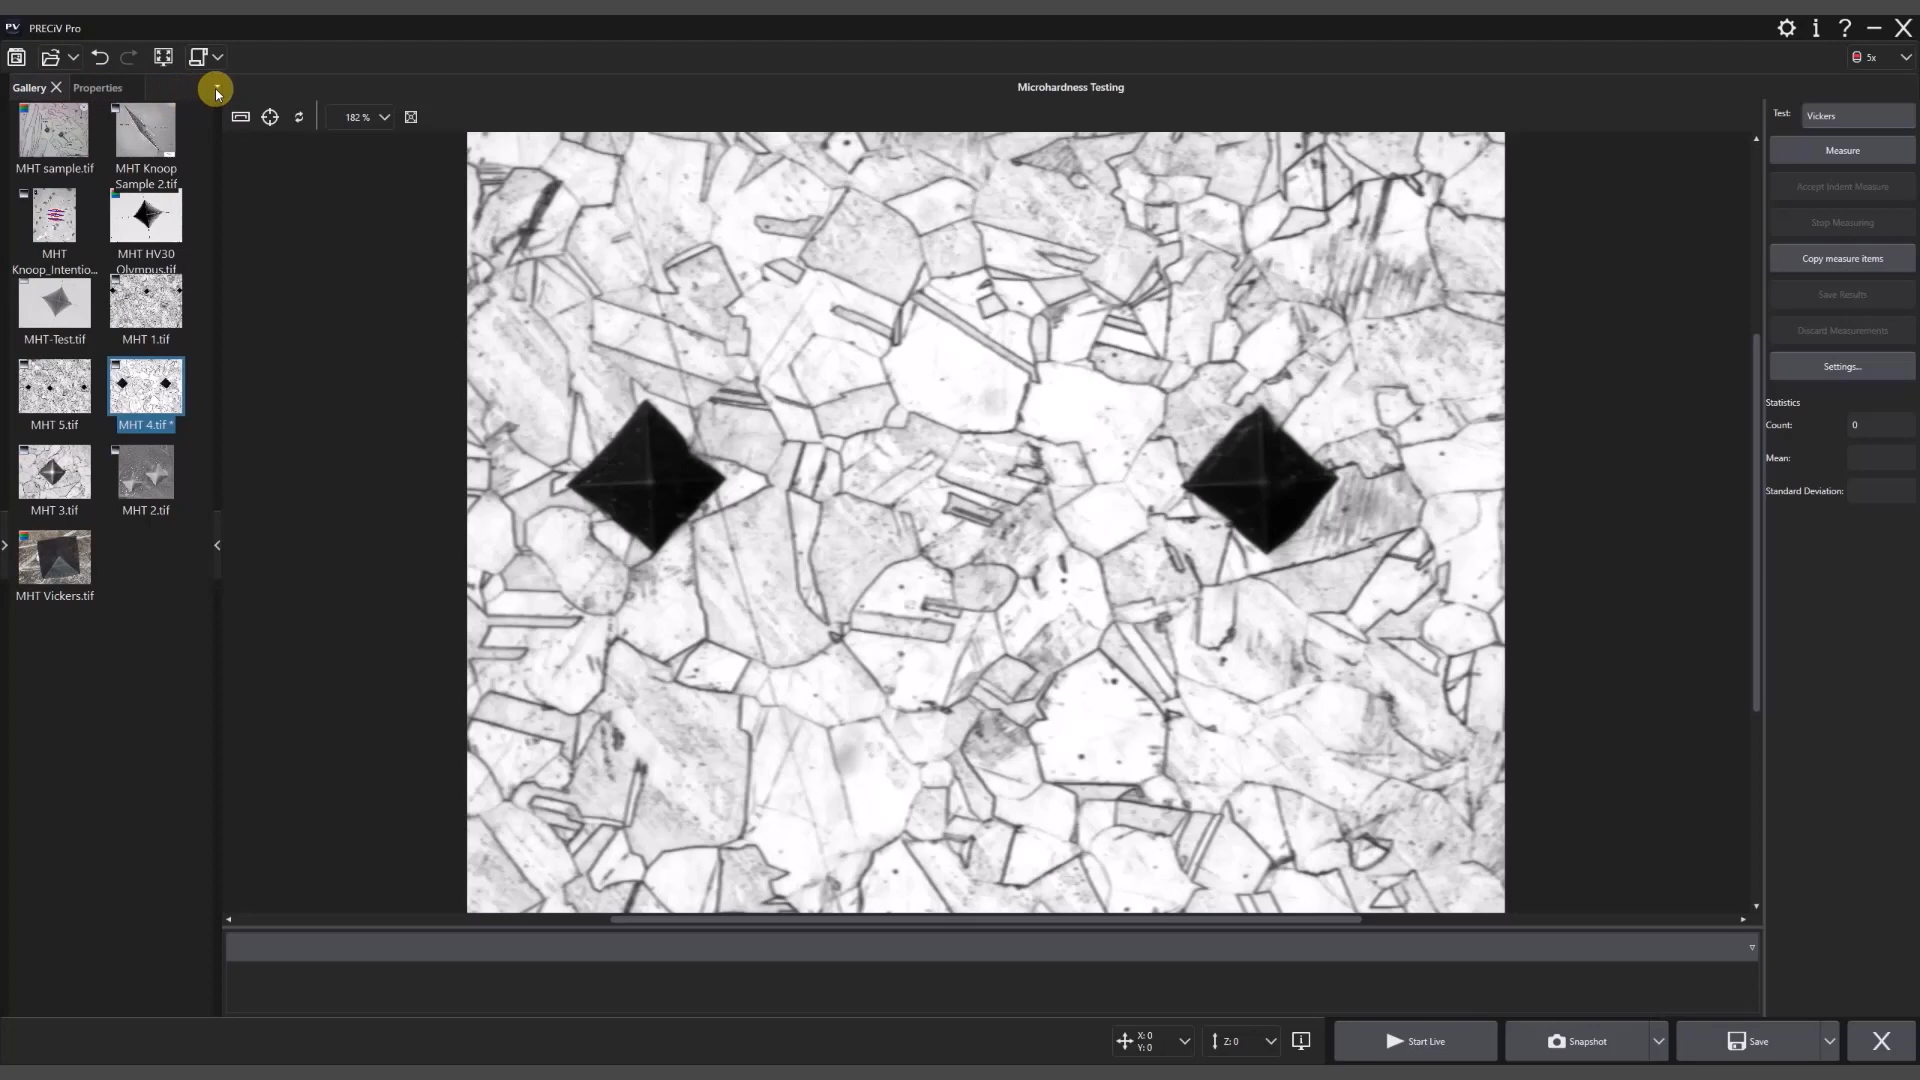 PV PRECiV Pro
5x
Gallery Properties
Microhardness Testing
182 %
MHT sample.tif
MHT Knoop
Sample 2.tif
MHT
Knoop_Intentio...
MHT HV30
Olympus.tif
MHT-Test.tif
MHT 1.tif
MHT 5.tif
MHT 4.tif *
MHT 3.tif
MHT 2.tif
MHT Vickers.tif
Test: Vickers
Measure
Accept Indent Measure
Stop Measuring
Copy measure items
Save Results
Discard Measurements
Settings...
Statistics
Count: 0
Mean:
Standard Deviation:
X: 0
Y: 0
Z: 0
Start Live
Snapshot
Save